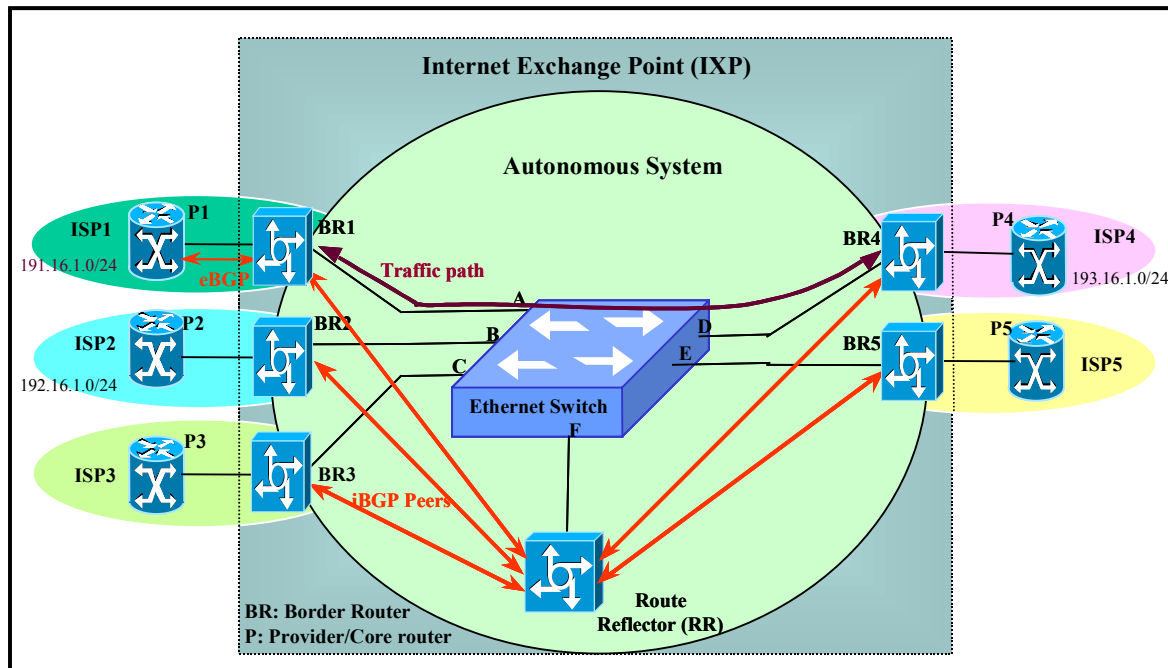 Internet Exchange Point (IXP)
Autonomous System
ISP1
P1
BR1
191.16.1.0/24
eBGP
Traffic path
A
BR4
P4
ISP4
193.16.1.0/24
ISP2
P2
BR2
B
192.16.1.0/24
C
D
E
BR5
P5
ISP5
Ethernet Switch
F
ISP3
P3
BR3
iBGP Peers
Route
Reflector (RR)
BR: Border Router
P: Provider/Core router